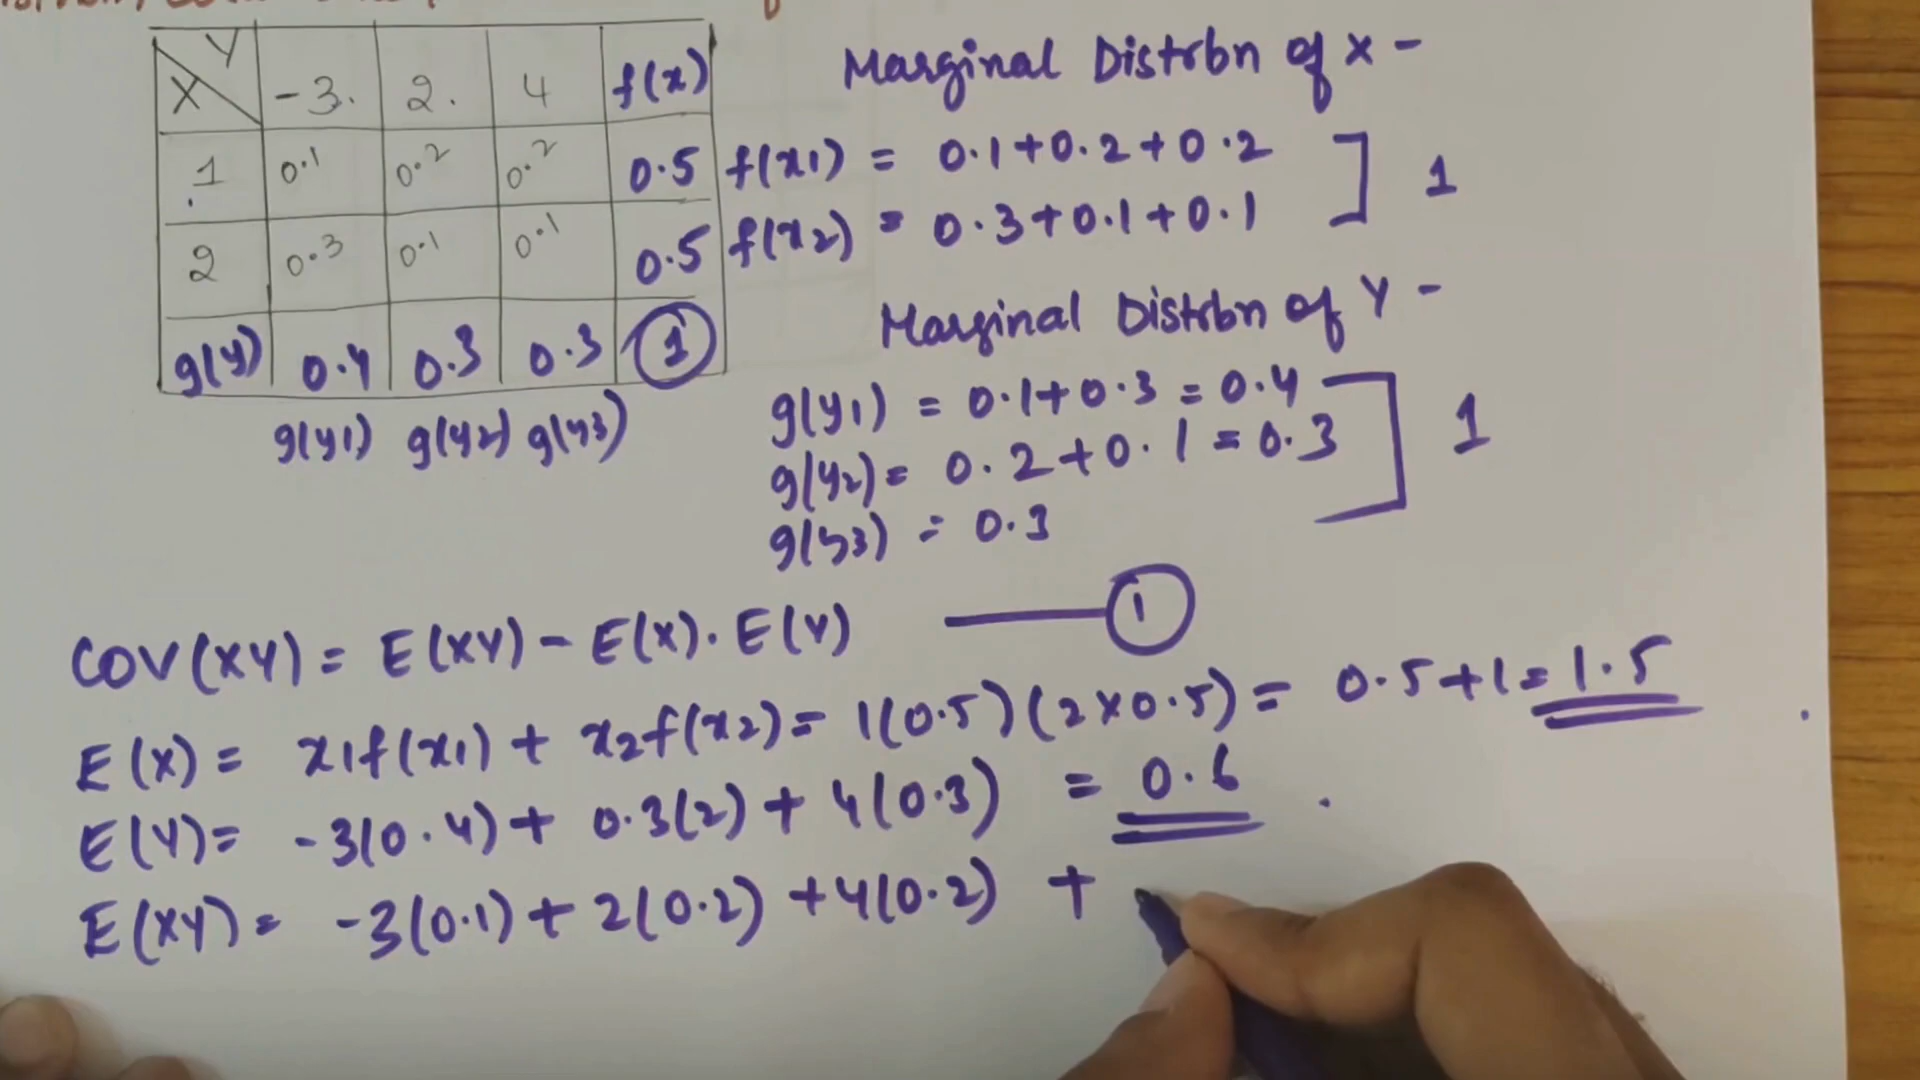 Y
X -3. 2. 4 f(x)
1 0.1 0.2 0.2 0.5
2 0.3 0.1 0.1 0.5
g(y) 0.4 0.3 0.3 1
g(y1) g(y2) g(y3)
Marginal Distrbn of X -
f(x1) = 0.1+0.2+0.2 ] 1
f(x2) = 0.3+0.1+0.1
Marginal Distrbn of Y -
g(y1) = 0.1+0.3 = 0.4
g(y2) = 0.2+0.1 = 0.3 ] 1
g(y3) = 0.3
COV(XY) = E(XY) - E(X). E(Y) — 1
E(X) = x1f(x1) + x2f(x2) = 1(0.5)(2x0.5) = 0.5+1 = 1.5
E(Y) = -3(0.4) + 0.3(2) + 4(0.3) = 0.6
E(XY) = -3(0.1) + 2(0.2) + 4(0.2) +